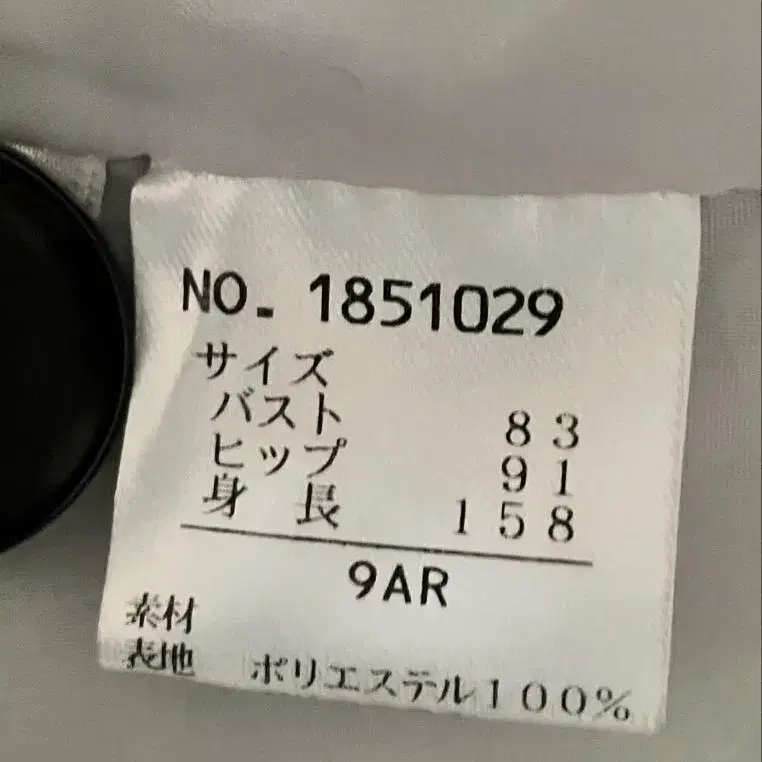 NO. 1851029
サイズ
バスト 83
ヒップ 91
身長 158
9AR
素材
表地 ポリエステル100%